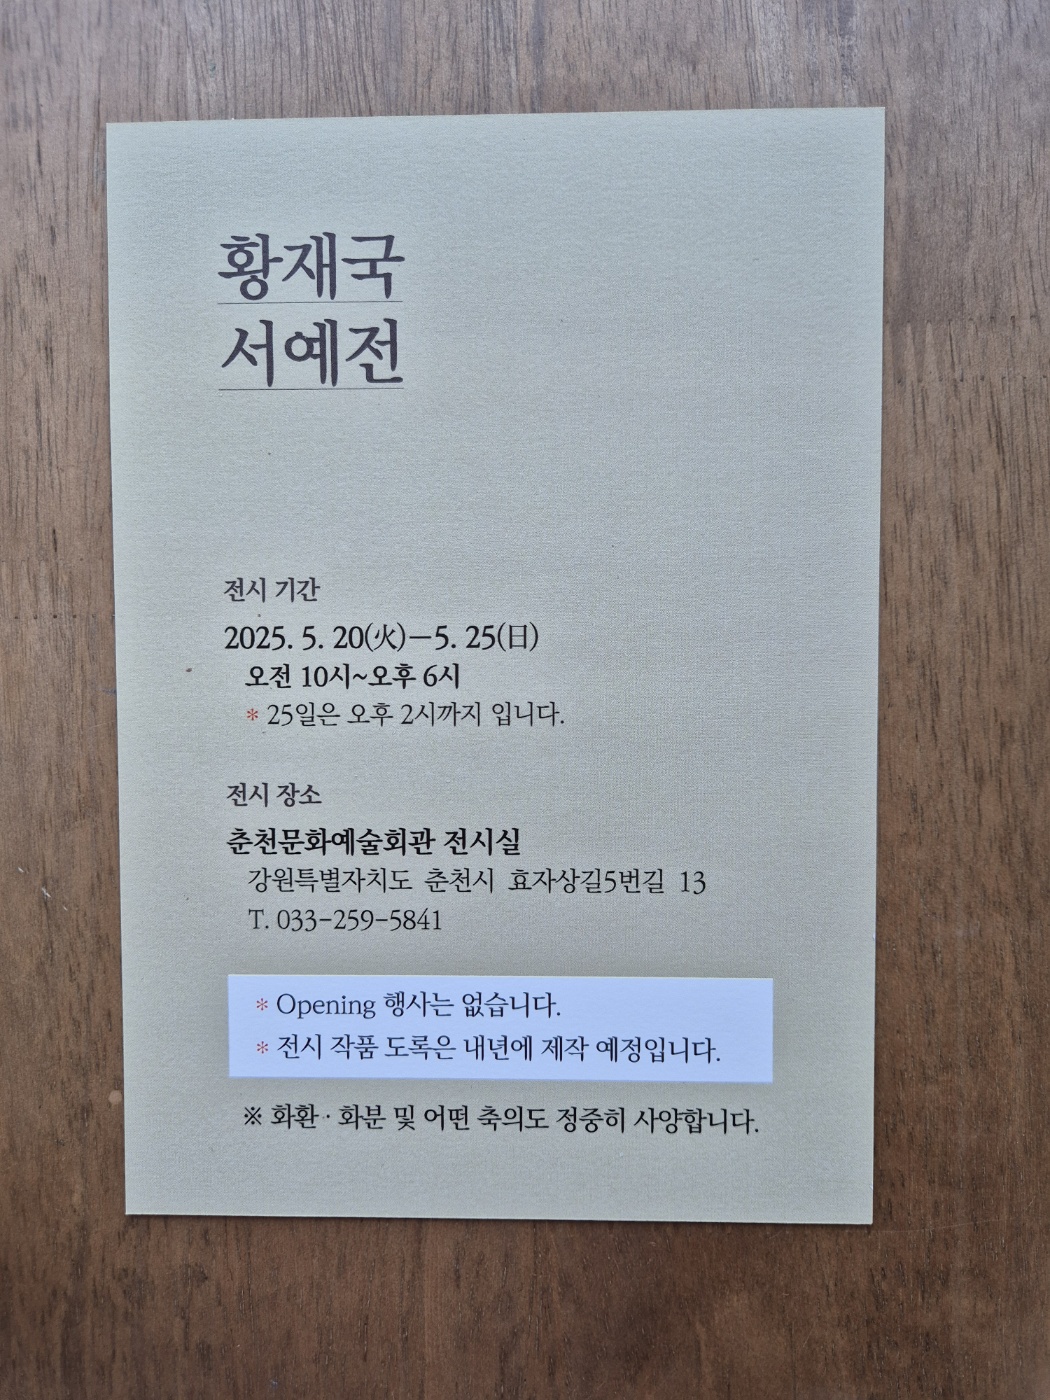 황재국
서예전
전시 기간
2025. 5. 20(火)－5. 25(日)
오전 10시~오후 6시
* 25일은 오후 2시까지 입니다.
전시 장소
춘천문화예술회관 전시실
강원특별자치도 춘천시 효자상길5번길 13
T. 033-259-5841
* Opening 행사는 없습니다.
* 전시 작품 도록은 내년에 제작 예정입니다.
※ 화환 · 화분 및 어떤 축의도 정중히 사양합니다.